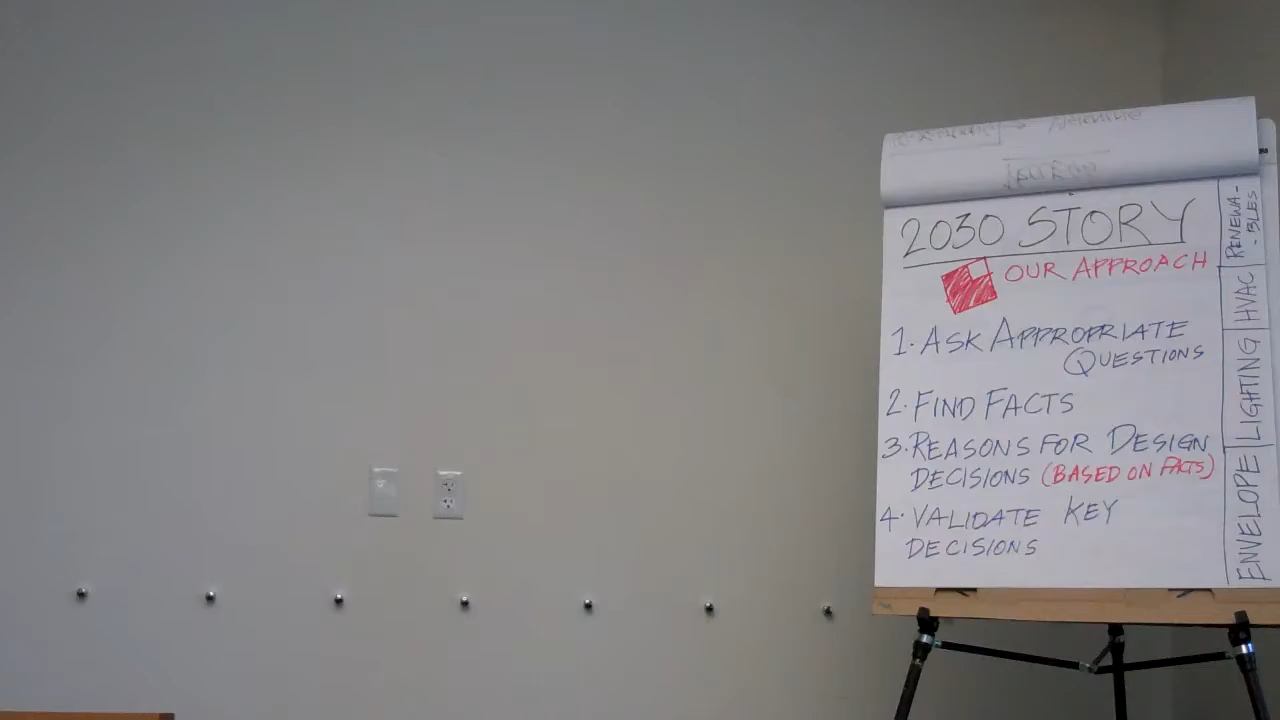 2030 STORY
OUR APPROACH
1. ASK APPROPRIATE
QUESTIONS
2. FIND FACTS
3. REASONS FOR DESIGN
DECISIONS (BASED ON FACTS)
4. VALIDATE KEY
DECISIONS
RENEWA-
- BLES
HVAC
LIGHTING
ENVELOPE